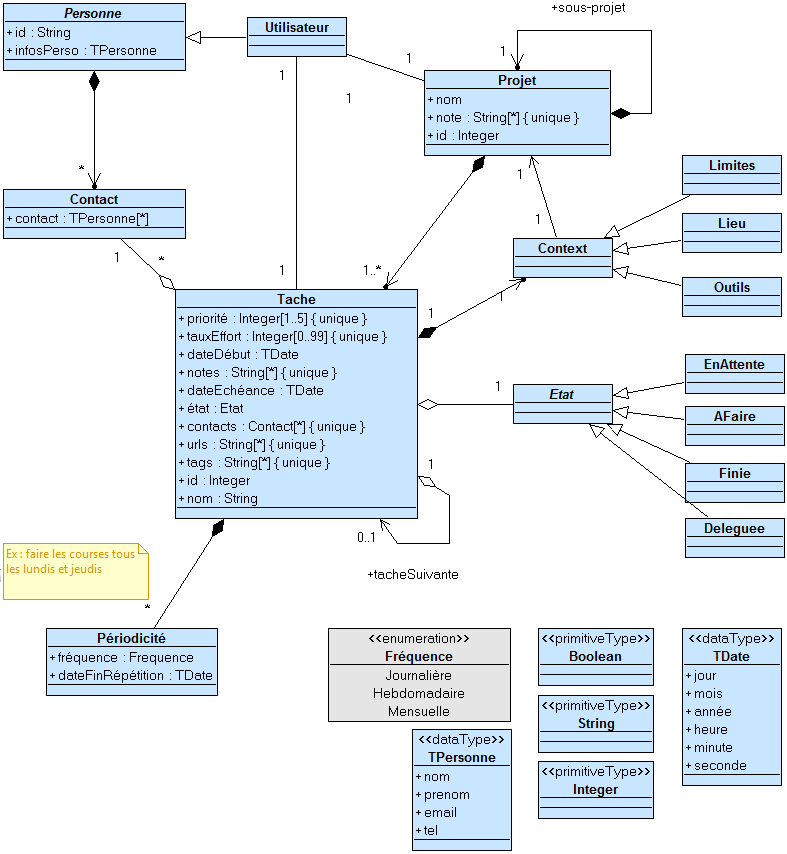 +sous-projet
Personne
+ id : String
+ infosPerso : TPersonne
Utilisateur
1
1
1
1
Projet
+ nom
+ note : String[*] { unique }
+ id : Integer
*
Contact
+ contact : TPersonne[*]
1
*
1
1..*
1
1
Context
Limites
Lieu
Outils
Tache
+ priorité : Integer[1..5] { unique }
+ tauxEffort : Integer[0..99] { unique }
+ dateDébut : TDate
+ notes : String[*] { unique }
+ dateEchéance : TDate
+ état : Etat
+ contacts : Contact[*] { unique }
+ urls : String[*] { unique }
+ tags : String[*] { unique }
+ id : Integer
+ nom : String
1
1
1
Etat
EnAttente
AFaire
Finie
Deleguee
1
0..1
+tacheSuivante
Ex : faire les courses tous
les lundis et jeudis
*
Périodicité
+ fréquence : Frequence
+ dateFinRépétition : TDate
<<enumeration>>
Fréquence
Journalière
Hebdomadaire
Mensuelle
<<primitiveType>>
Boolean
<<primitiveType>>
String
<<primitiveType>>
Integer
<<dataType>>
TDate
+ jour
+ mois
+ année
+ heure
+ minute
+ seconde
<<dataType>>
TPersonne
+ nom
+ prenom
+ email
+ tel